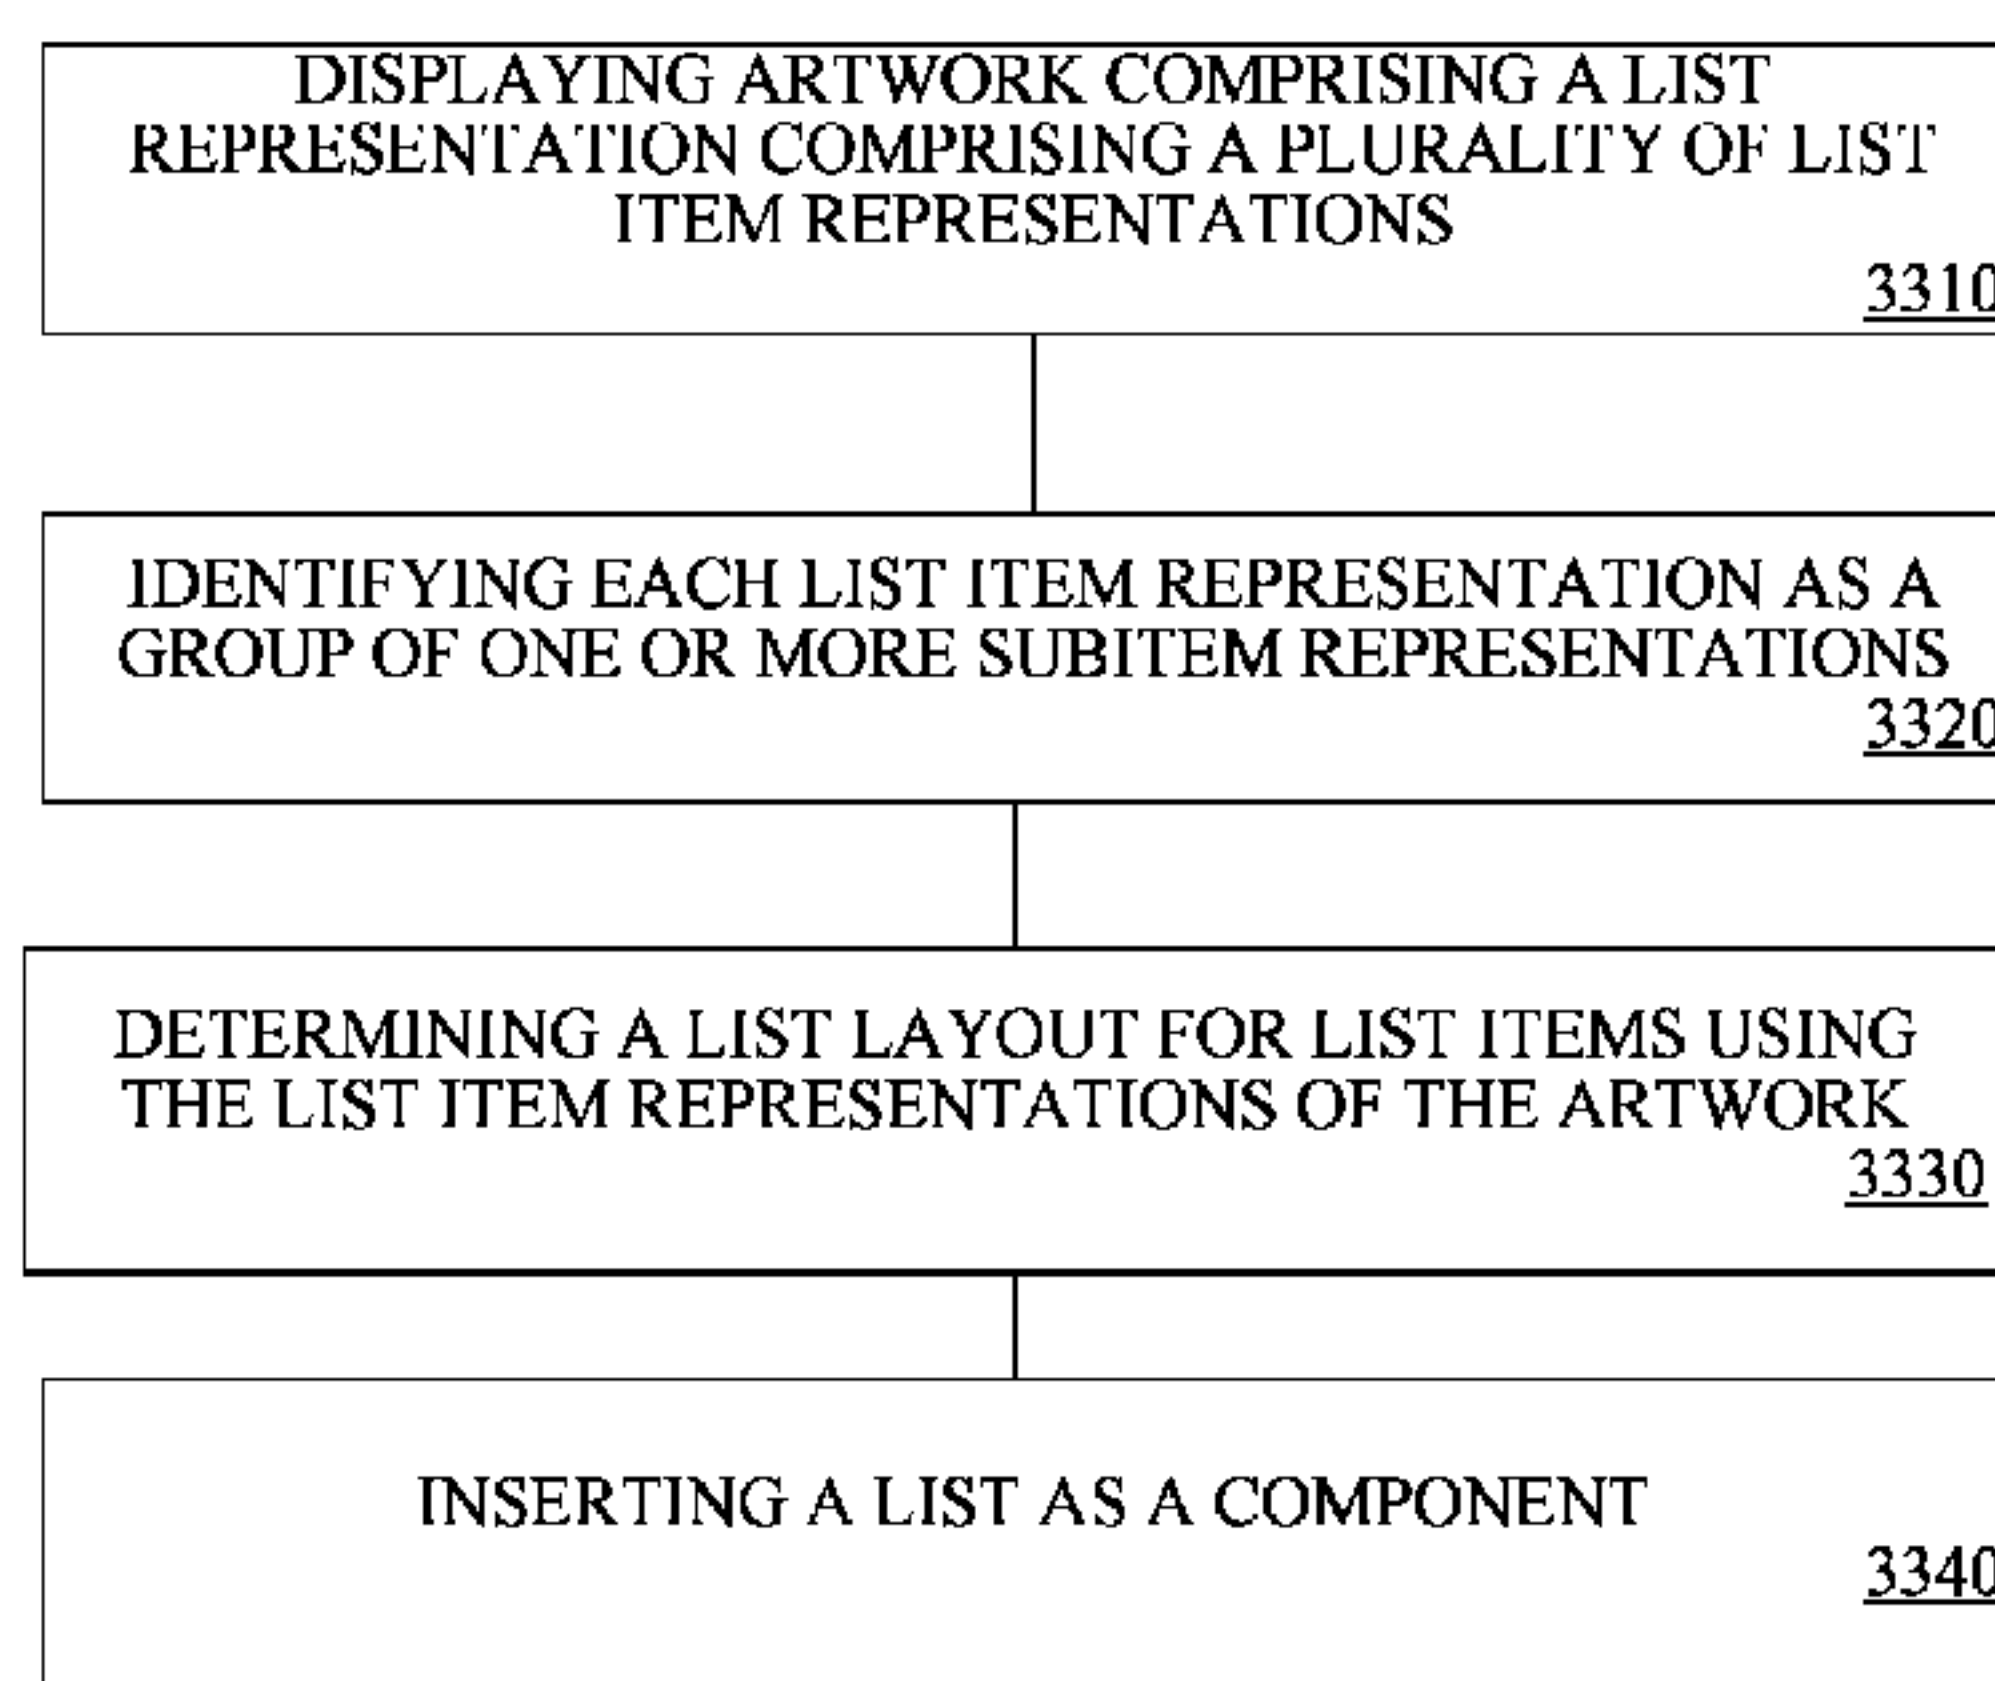 DISPLAYING ARTWORK COMPRISING A LIST
REPRESENTATION COMPRISING A PLURALITY OF LIST
ITEM REPRESENTATIONS
3310
IDENTIFYING EACH LIST ITEM REPRESENTATION AS A
GROUP OF ONE OR MORE SUBITEM REPRESENTATIONS
3320
DETERMINING A LIST LAYOUT FOR LIST ITEMS USING
THE LIST ITEM REPRESENTATIONS OF THE ARTWORK
3330
INSERTING A LIST AS A COMPONENT
3340